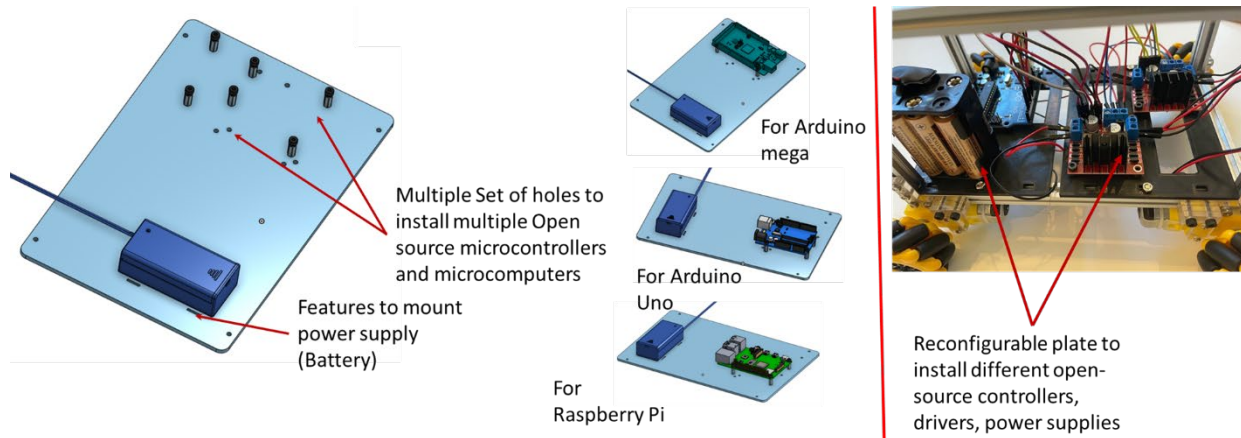 Multiple Set of holes to
install multiple Open
source microcontrollers
and microcomputers
Features to mount
power supply
(Battery)
For Arduino
mega
For Arduino
Uno
For
Raspberry Pi
Reconfigurable plate to
install different open-
source controllers,
drivers, power supplies